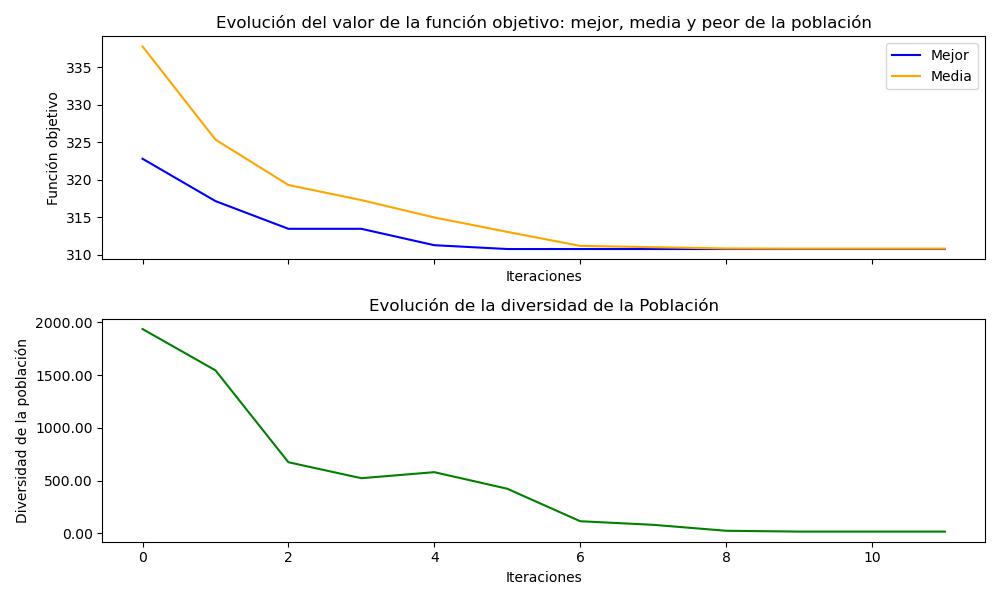 Evolución del valor de la función objetivo: mejor, media y peor de la población
Función objetivo
335
330
325
320
315
310
Mejor
Media
Iteraciones
Evolución de la diversidad de la Población
Diversidad de la población
2000.00
1500.00
1000.00
500.00
0.00
0 2 4 6 8 10
Iteraciones